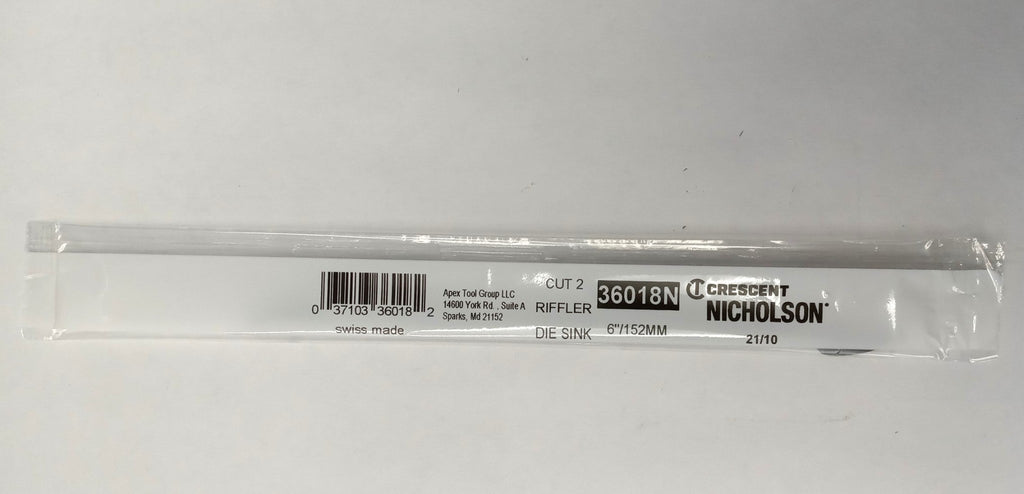 0 37103 36018 2
swiss made
Apex Tool Group LLC
14600 York Rd. , Suite A
Sparks, Md 21152
CUT 2
RIFFLER
DIE SINK
36018N
6"/152MM
CRESCENT
NICHOLSON®
21/10